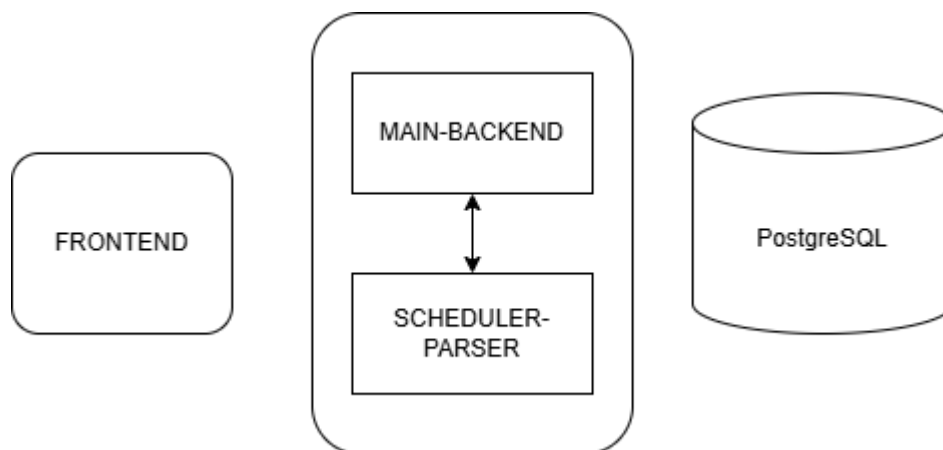 FRONTEND
MAIN-BACKEND
SCHEDULER-
PARSER
PostgreSQL